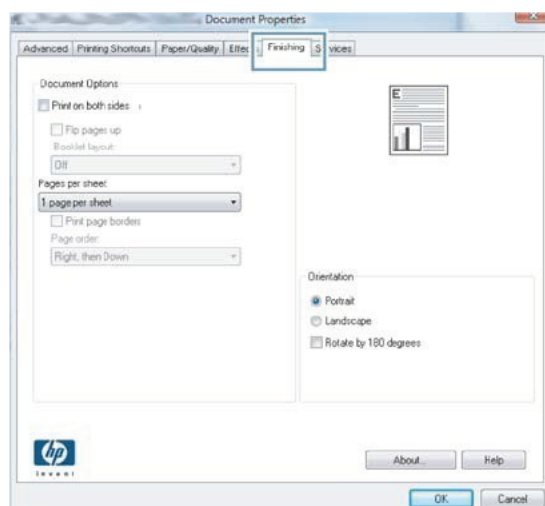 Document Properties
Advanced Printing Shortcuts Paper/Quality Finishing
Document Options
Print on both sides
Flip pages up
Booklet layout:
Off
Pages per sheet:
1 page per sheet
Print page borders
Page order:
Right, then Down
E
Orientation
Portrait
Landscape
Rotate by 180 degrees
hp
invent
About... Help
OK Cancel